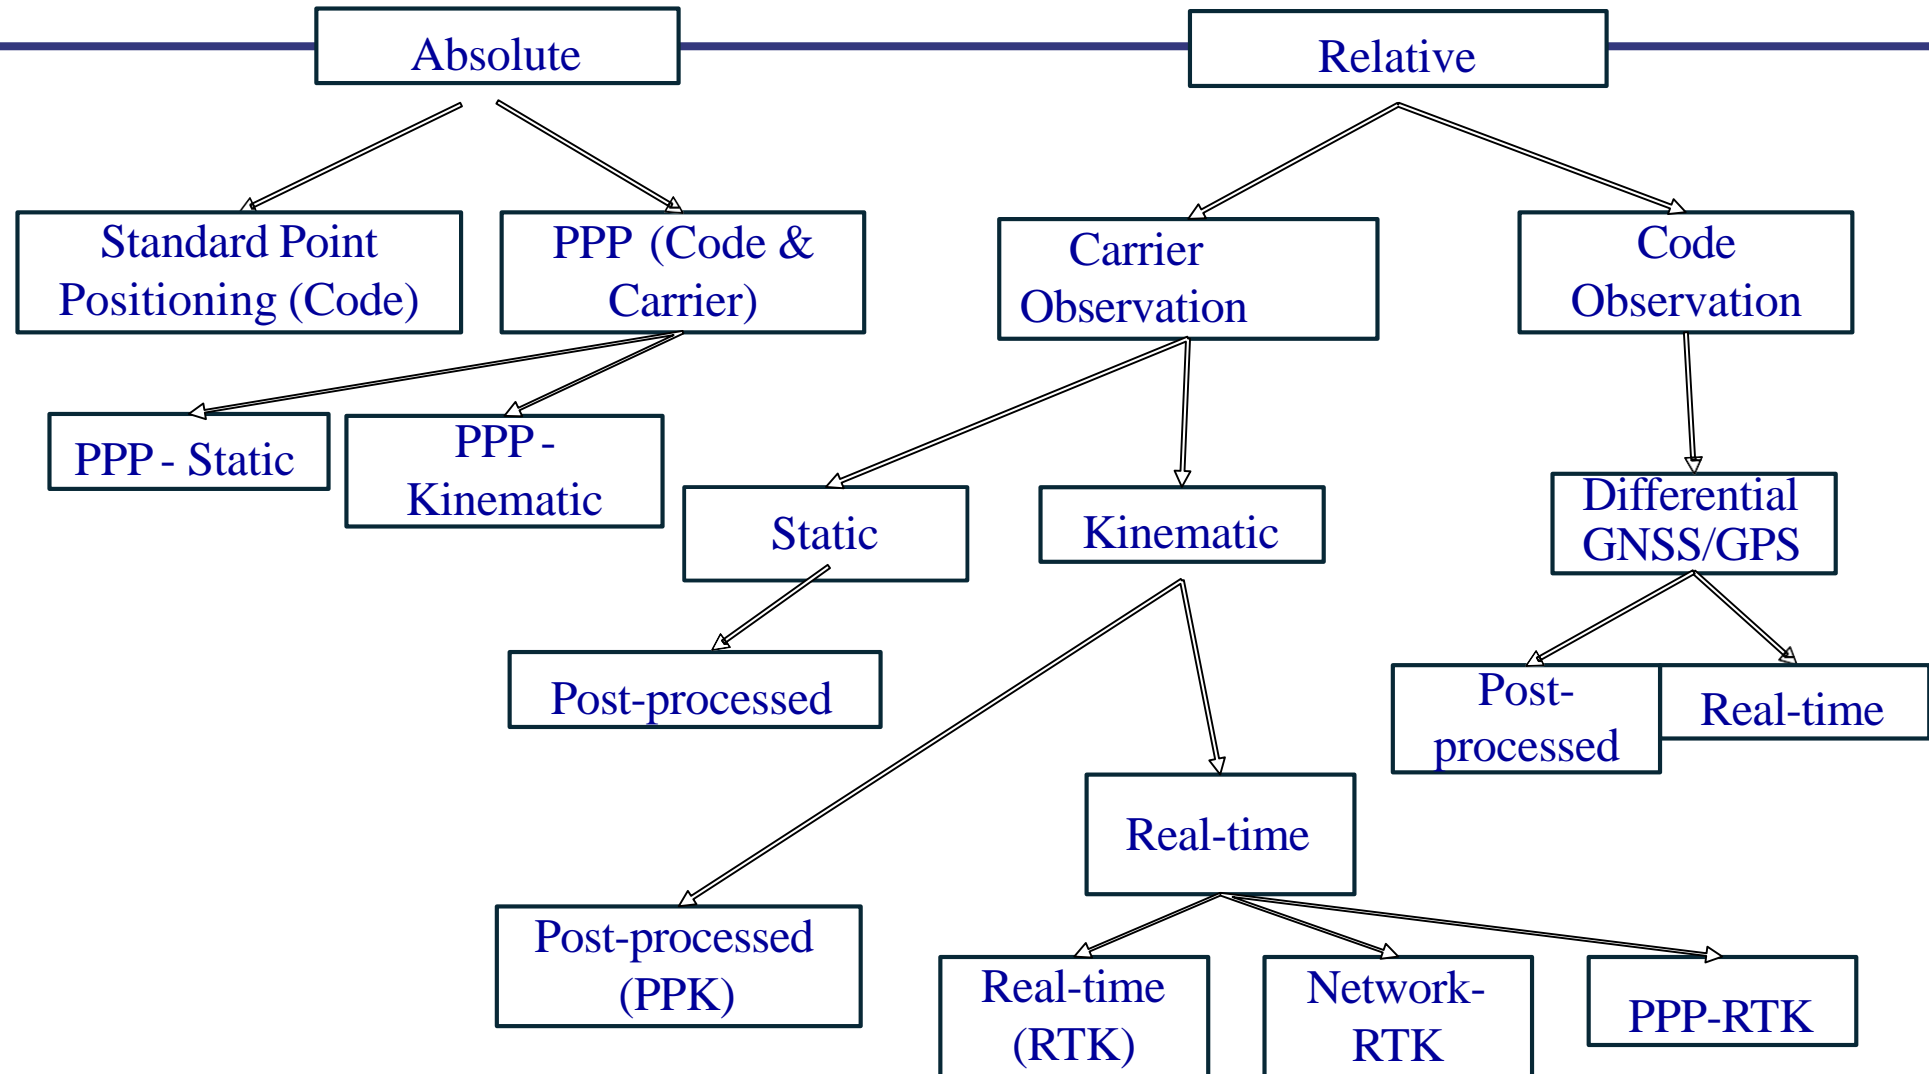 Absolute
Relative
Standard Point
Positioning (Code)
PPP (Code &
Carrier)
Carrier
Observation
Code
Observation
PPP - Static
PPP -
Kinematic
Static
Kinematic
Differential
GNSS/GPS
Post-processed
Post-
processed
Real-time
Real-time
Post-processed
(PPK)
Real-time
(RTK)
Network-
RTK
PPP-RTK